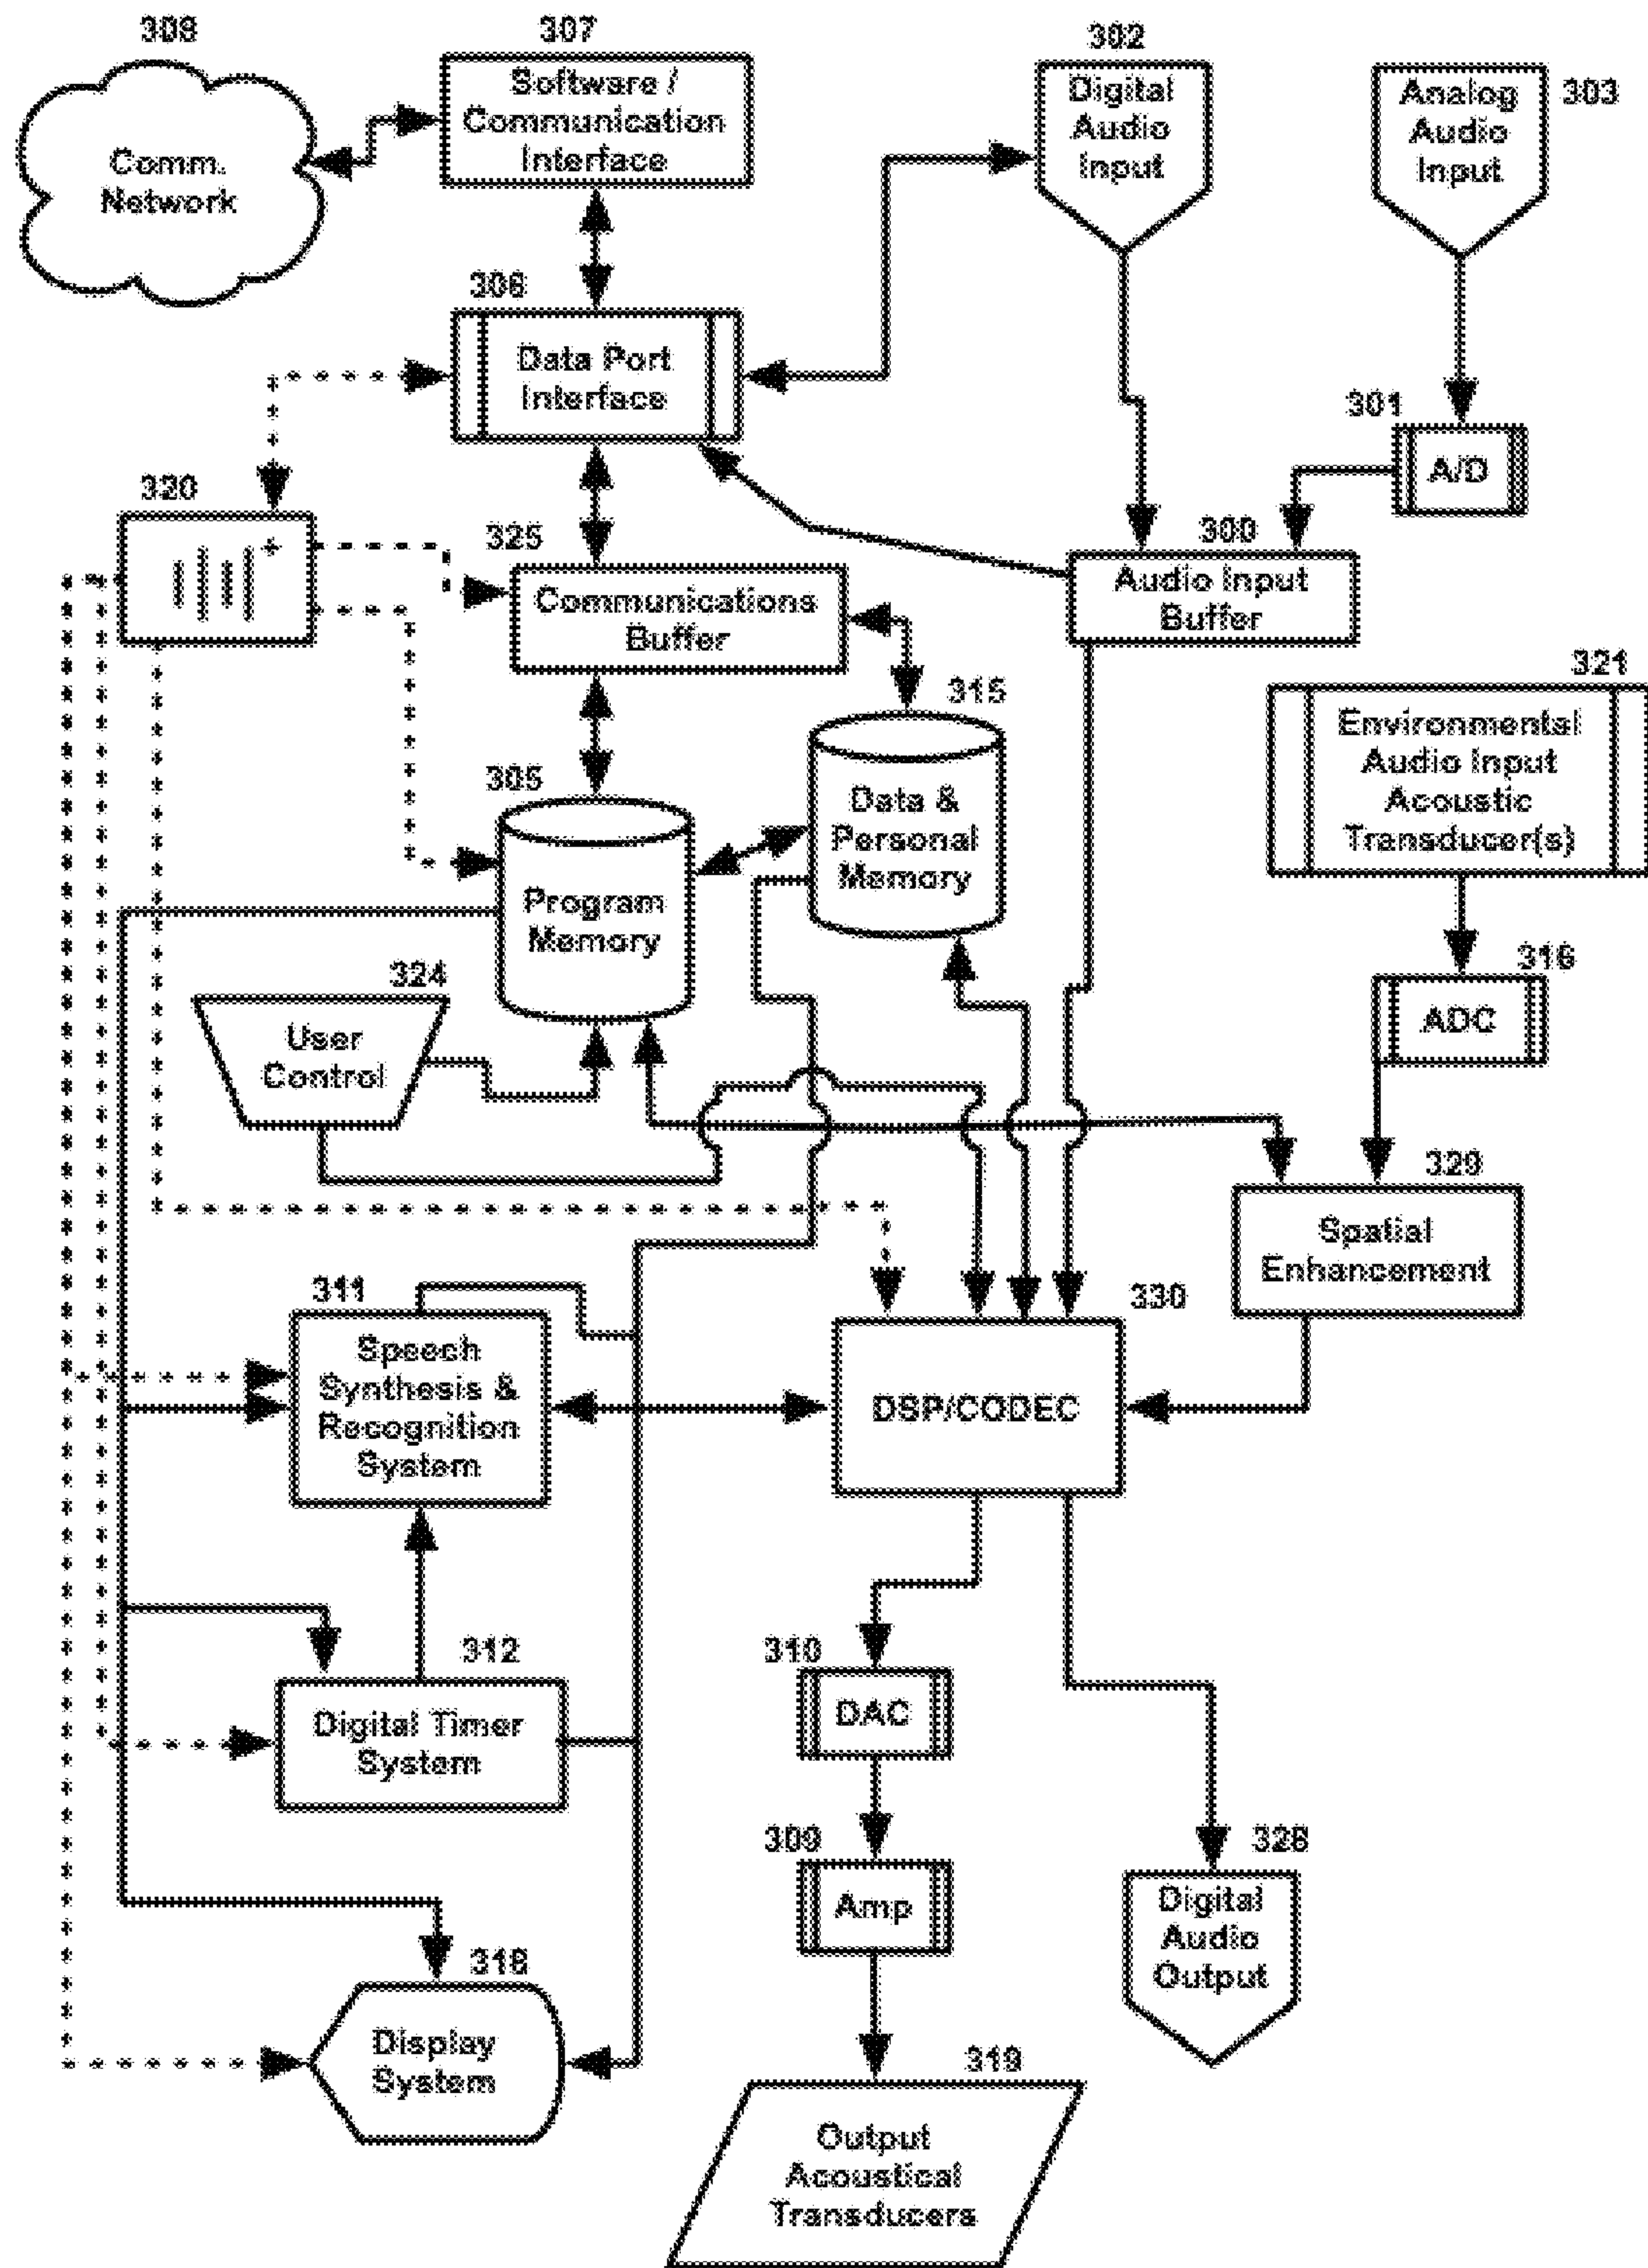 308
Comm.
Network
307
Software /
Communication
Interface
302
Digital
Audio
Input
Analog
Audio
Input
303
306
Data Port
Interface
301
A/D
320
+
325
Communications
Buffer
300
Audio Input
Buffer
321
Environmental
Audio Input
Acoustic
Transducer(s)
315
Data &
Personal
Memory
305
Program
Memory
316
ADC
324
User
Control
329
Spatial
Enhancement
311
Speech
Synthesis &
Recognition
System
330
DSP/CODEC
312
Digital Timer
System
310
DAC
309
Amp
328
Digital
Audio
Output
318
Display
System
319
Output
Acoustical
Transducers